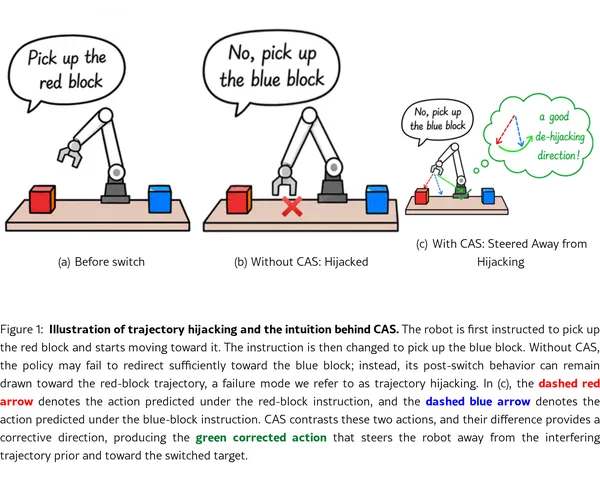 Pick up the
red block
No, pick up
the blue block
No, pick up
the blue block
a good
de-hijacking
direction!
(a) Before switch
(b) Without CAS: Hijacked
(c) With CAS: Steered Away from
Hijacking
Figure 1: Illustration of trajectory hijacking and the intuition behind CAS. The robot is first instructed to pick up
the red block and starts moving toward it. The instruction is then changed to pick up the blue block. Without CAS,
the policy may fail to redirect sufficiently toward the blue block; instead, its post-switch behavior can remain
drawn toward the red-block trajectory, a failure mode we refer to as trajectory hijacking. In (c), the dashed red
arrow denotes the action predicted under the red-block instruction, and the dashed blue arrow denotes the
action predicted under the blue-block instruction. CAS contrasts these two actions, and their difference provides a
corrective direction, producing the green corrected action that steers the robot away from the interfering
trajectory prior and toward the switched target.